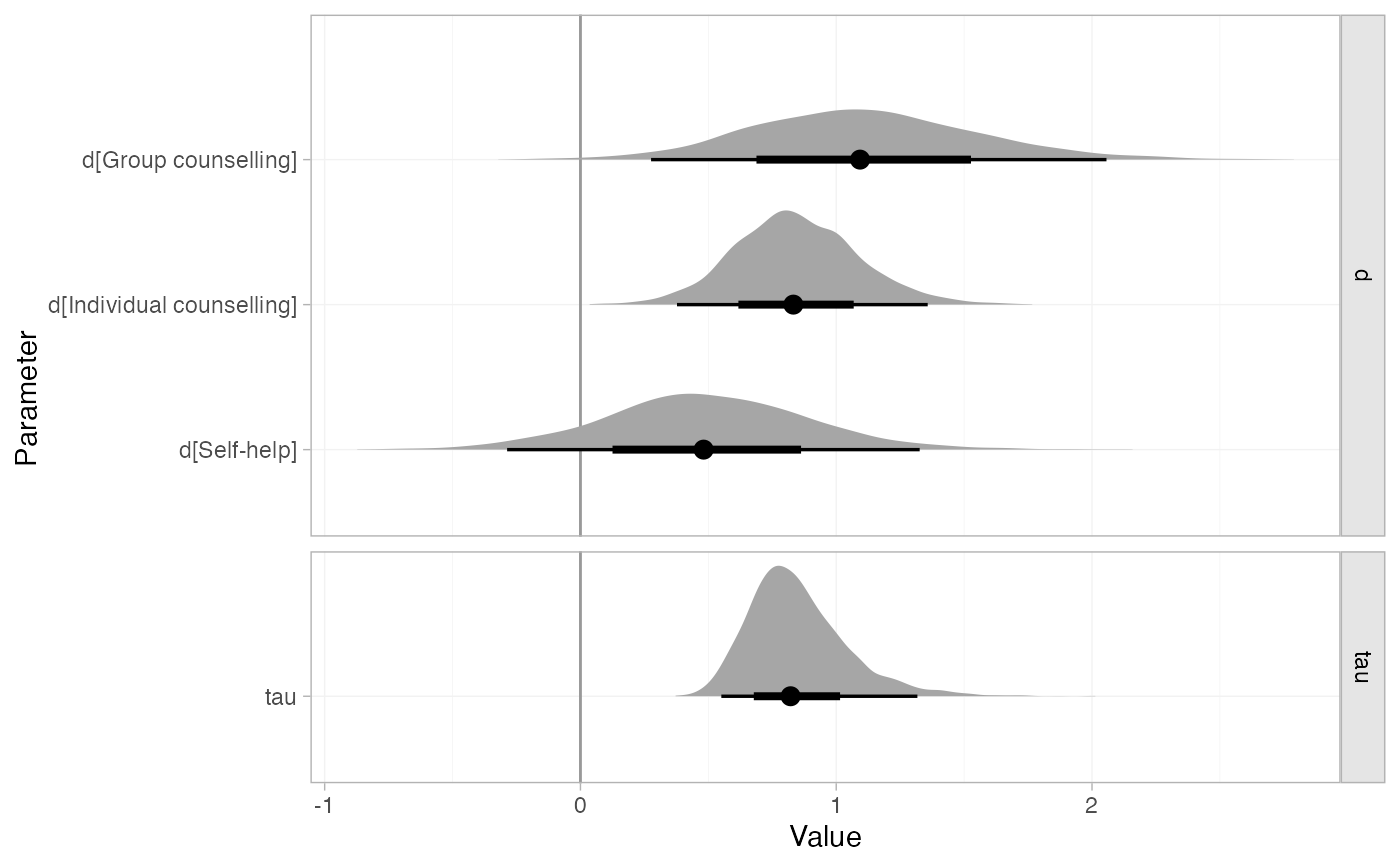 d[Group counselling]
d[Individual counselling]
d[Self-help]
d
tau
tau
-1 0 1 2
Value
Parameter